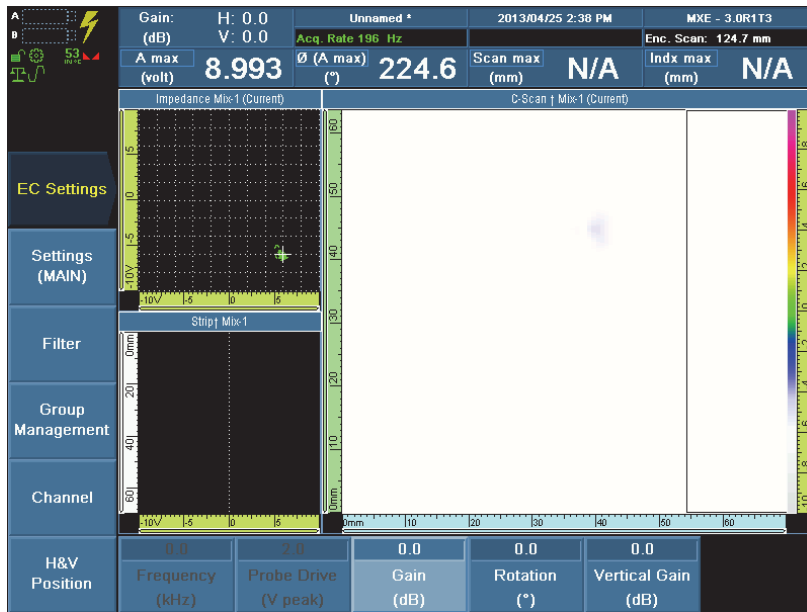 A
B
53
IN °C
Gain: H: 0.0
(dB) V: 0.0
Unnamed *
2013/04/25 2:38 PM
MXE - 3.0R1T3
Acq. Rate 196 Hz
Enc. Scan: 124.7 mm
A max
(volt)
8.993
Ø (A max)
(°)
224.6
Scan max
(mm)
N/A
Indx max
(mm)
N/A
Impedance Mix-1 (Current)
C-Scan † Mix-1 (Current)
|5
|0
|-5
-10V
-10V |-5 |0 |5
Strip† Mix-1
0mm
20|
40|
60|
-10V |-5 |0 |5
|60
|50
|40
|30
|20
|10
0mm
0mm |10 |20 |30 |40 |50 |60
EC Settings
Settings
(MAIN)
Filter
Group
Management
Channel
H&V
Position
0.0
Frequency
(kHz)
2.0
Probe Drive
(V peak)
0.0
Gain
(dB)
0.0
Rotation
(°)
0.0
Vertical Gain
(dB)